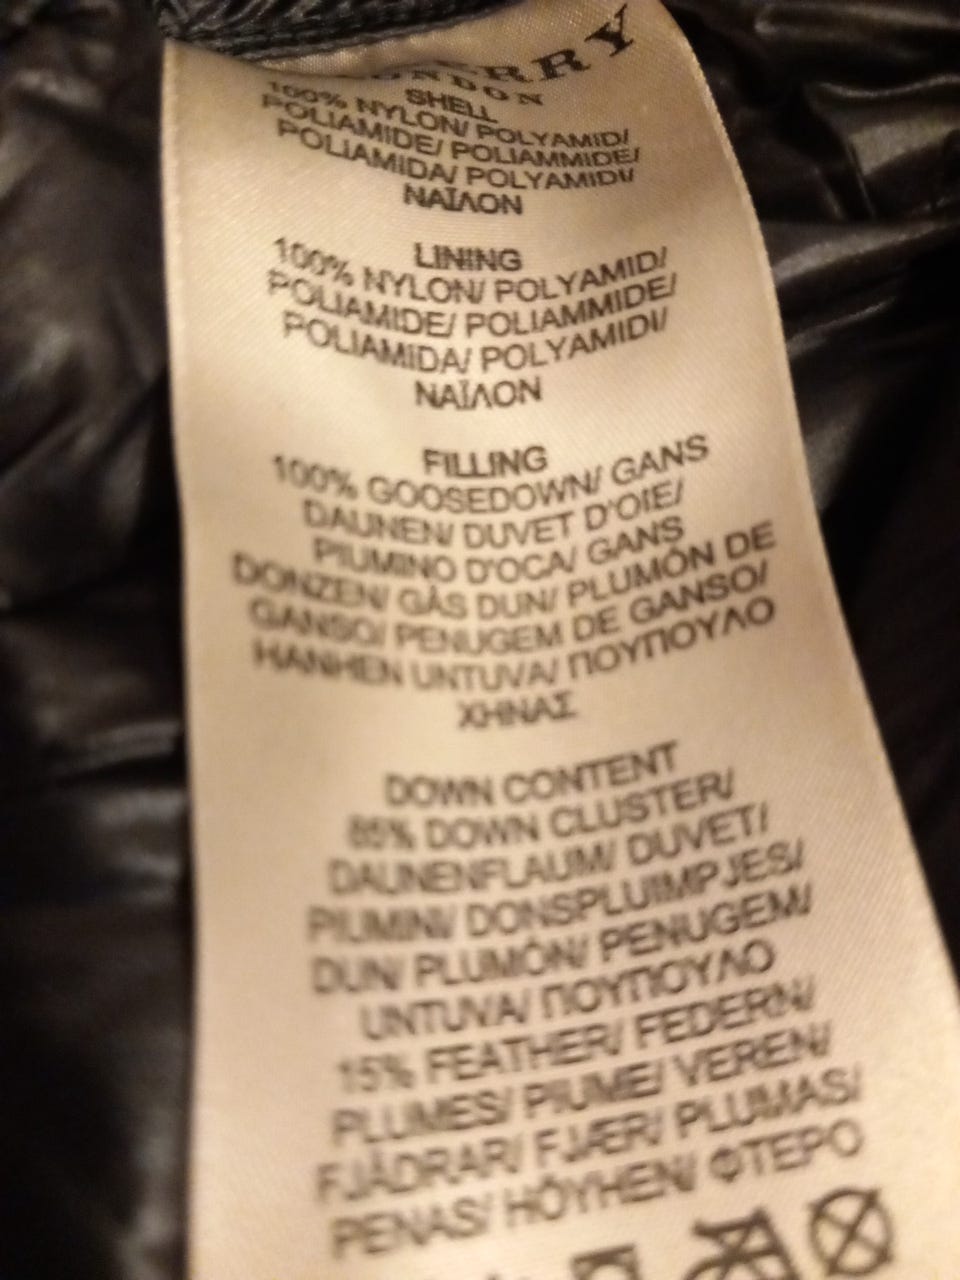 LONDON
SHELL
100% NYLON/ POLYAMID/
POLIAMIDE/ POLIAMMIDE/
POLIAMIDA/ POLYAMIDI/
ΝΑΪΛΟΝ
LINING
100% NYLON/ POLYAMID/
POLIAMIDE/ POLIAMMIDE/
POLIAMIDA/ POLYAMIDI/
ΝΑΪΛΟΝ
FILLING
100% GOOSEDOWN/ GANS
DAUNEN/ DUVET D'OIE/
PIUMINO D'OCA/ GANS
DONZEN/ GÅS DUN/ PLUMÓN DE
GANSO/ PENUGEM DE GANSO/
HANHEN UNTUVA/ ΠΟΥΠΟΥΛΟ
ΧΗΝΑΣ
DOWN CONTENT
85% DOWN CLUSTER/
DAUNENFLAUM/ DUVET/
PIUMINI/ DONSPLUIMPJES/
DUN/ PLUMÓN/ PENUGEM/
UNTUVA/ ΠΟΥΠΟΥΛΟ
15% FEATHER/ FEDERN/
PLUMES/ PIUME/ VEREN/
FJÄDRAR/ FJÆR/ PLUMAS/
PENAS/ HÖYHEN/ ΦΤΕΡΟ